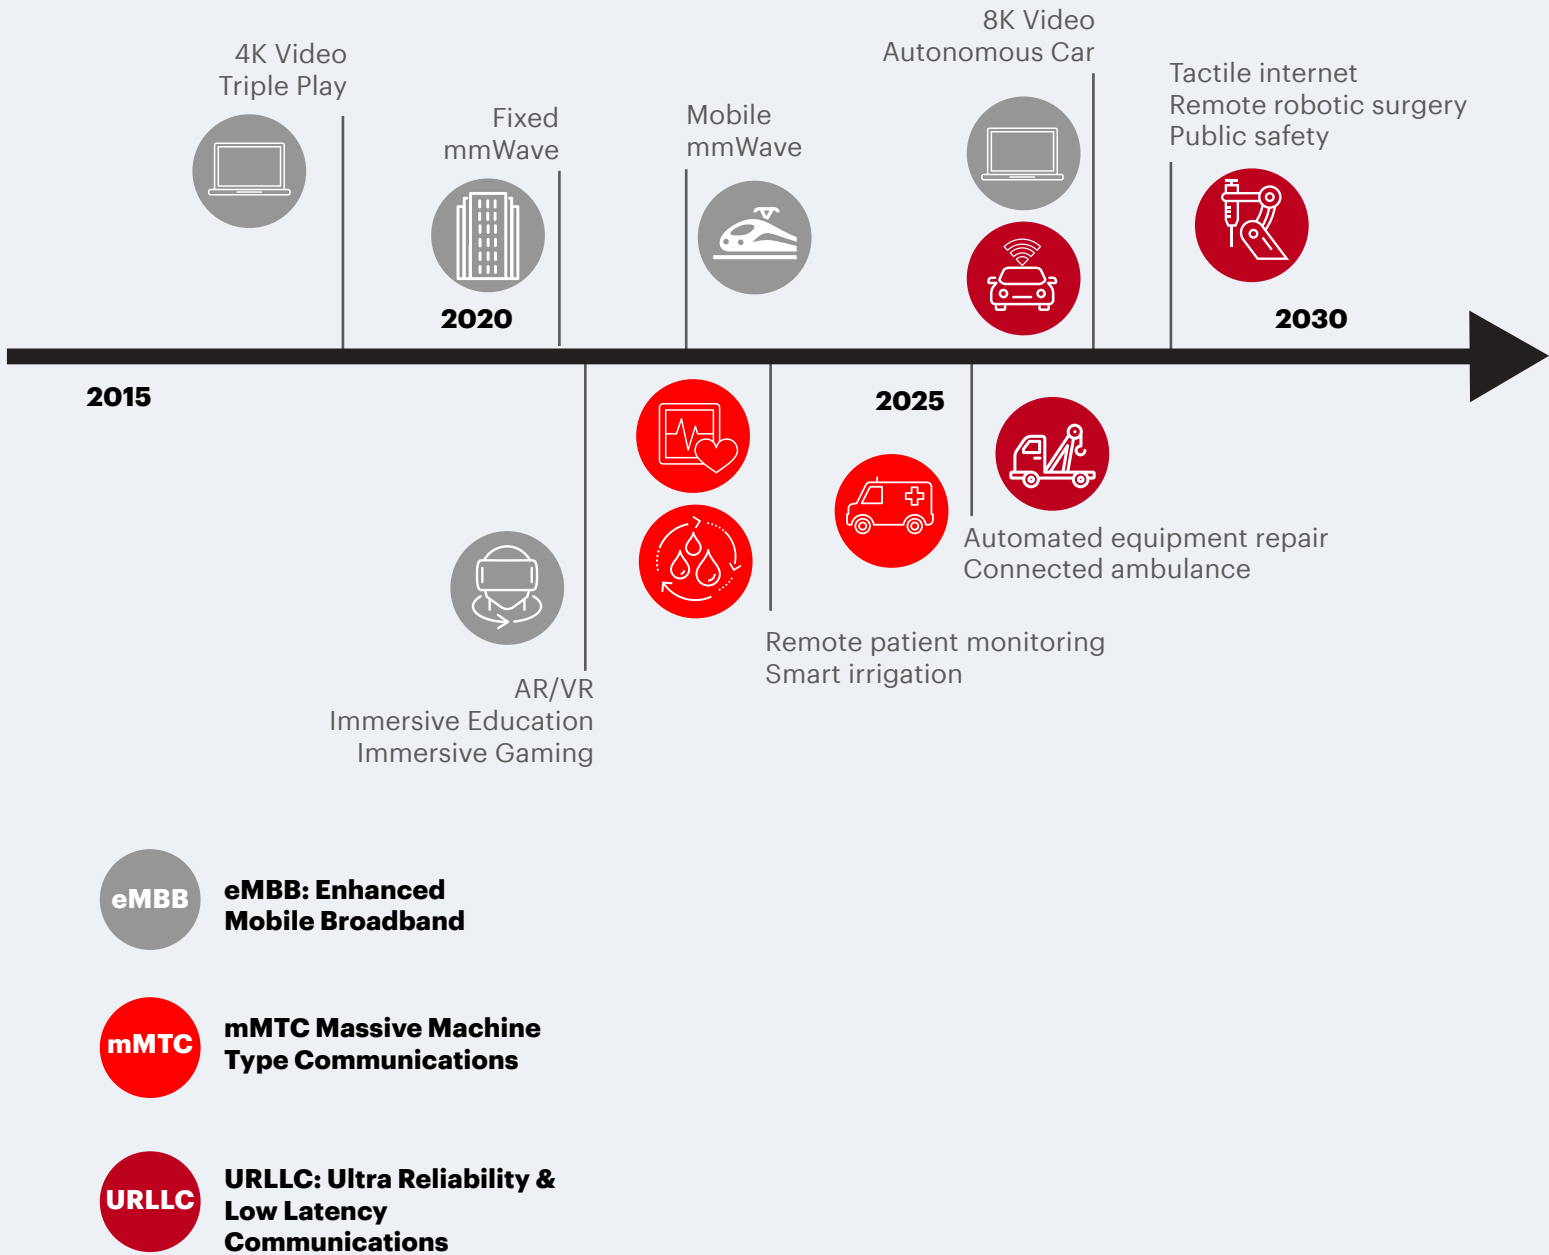 8K Video
Autonomous Car
4K Video
Triple Play
Tactile internet
Remote robotic surgery
Public safety
Fixed
mmWave
Mobile
mmWave
2020
2030
2015
2025
Automated equipment repair
Connected ambulance
Remote patient monitoring
Smart irrigation
AR/VR
Immersive Education
Immersive Gaming
eMBB
eMBB: Enhanced
Mobile Broadband
mMTC
mMTC Massive Machine
Type Communications
URLLC
URLLC: Ultra Reliability &
Low Latency
Communications